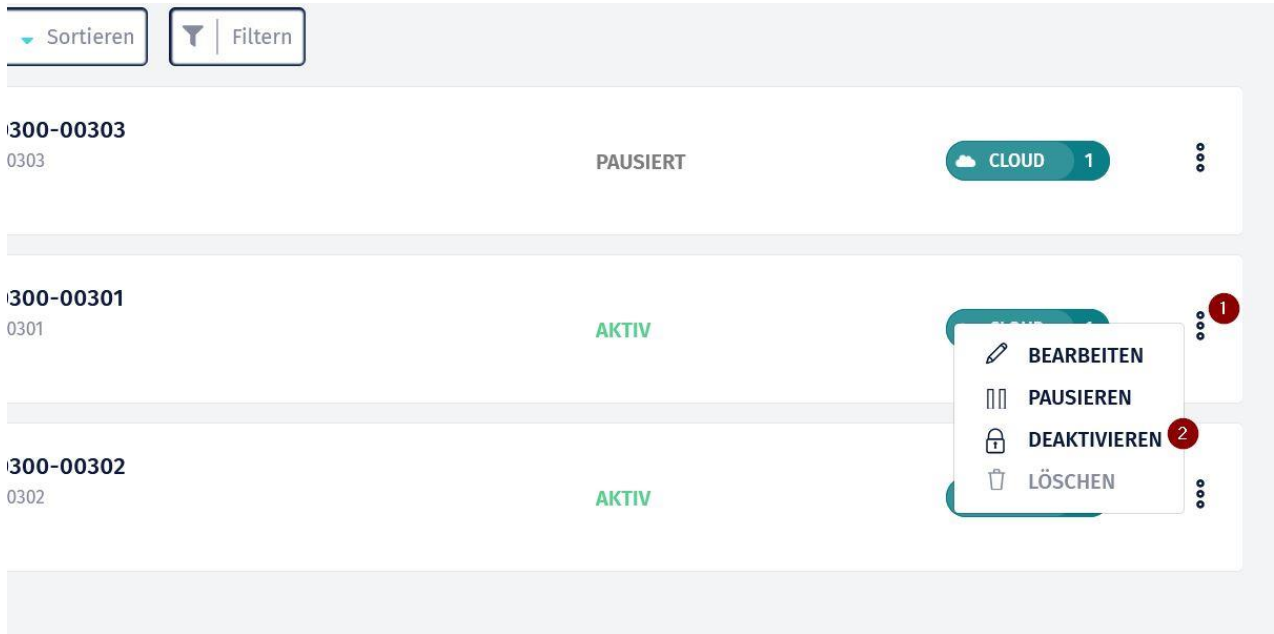 Sortieren
Filtern
300-00303
0303
PAUSIERT
CLOUD 1
300-00301
0301
AKTIV
1
BEARBEITEN
PAUSIEREN
DEAKTIVIEREN 2
LÖSCHEN
300-00302
0302
AKTIV